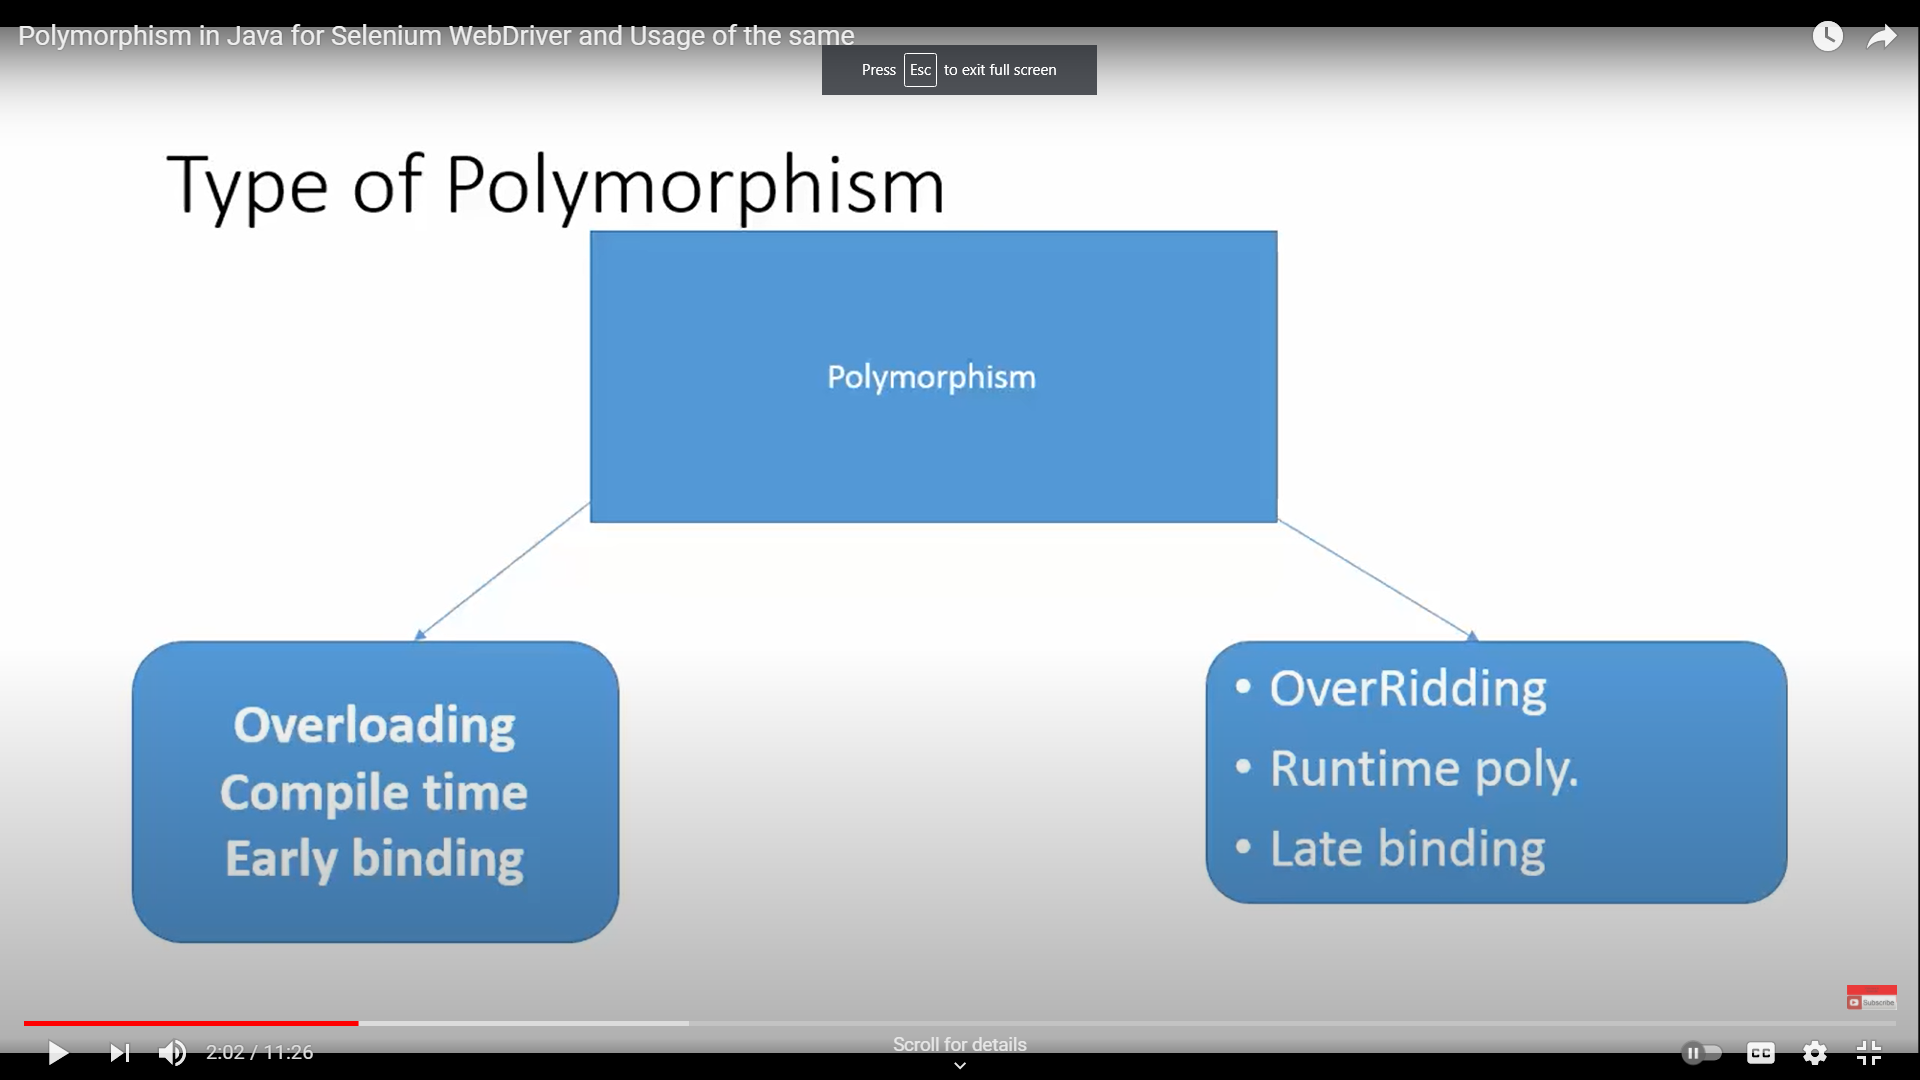 Polymorphism in Java for Selenium WebDriver and Usage of the same
Press Esc to exit full screen
Type of Polymorphism
Polymorphism
Overloading
Compile time
Early binding
• OverRidding
• Runtime poly.
• Late binding
Subscribe
2:02 / 11:26
Scroll for details
CC